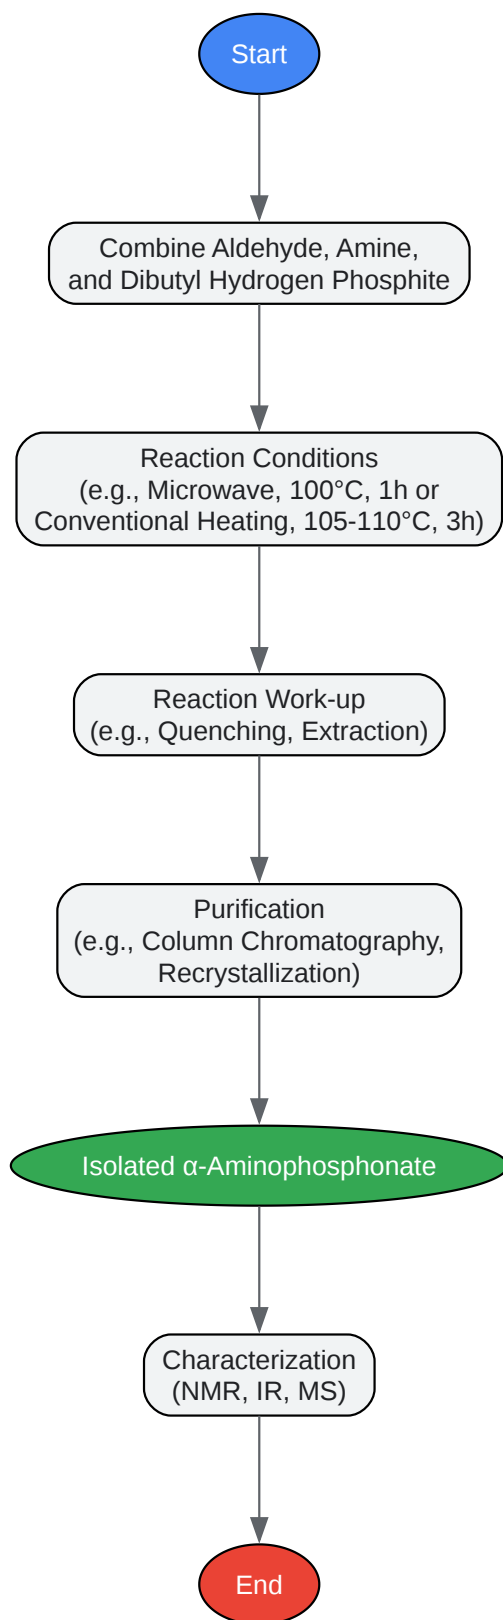 Start
Combine Aldehyde, Amine,
and Dibutyl Hydrogen Phosphite
Reaction Conditions
(e.g., Microwave, 100°C, 1h or
Conventional Heating, 105-110°C, 3h)
Reaction Work-up
(e.g., Quenching, Extraction)
Purification
(e.g., Column Chromatography,
Recrystallization)
Isolated α-Aminophosphonate
Characterization
(NMR, IR, MS)
End